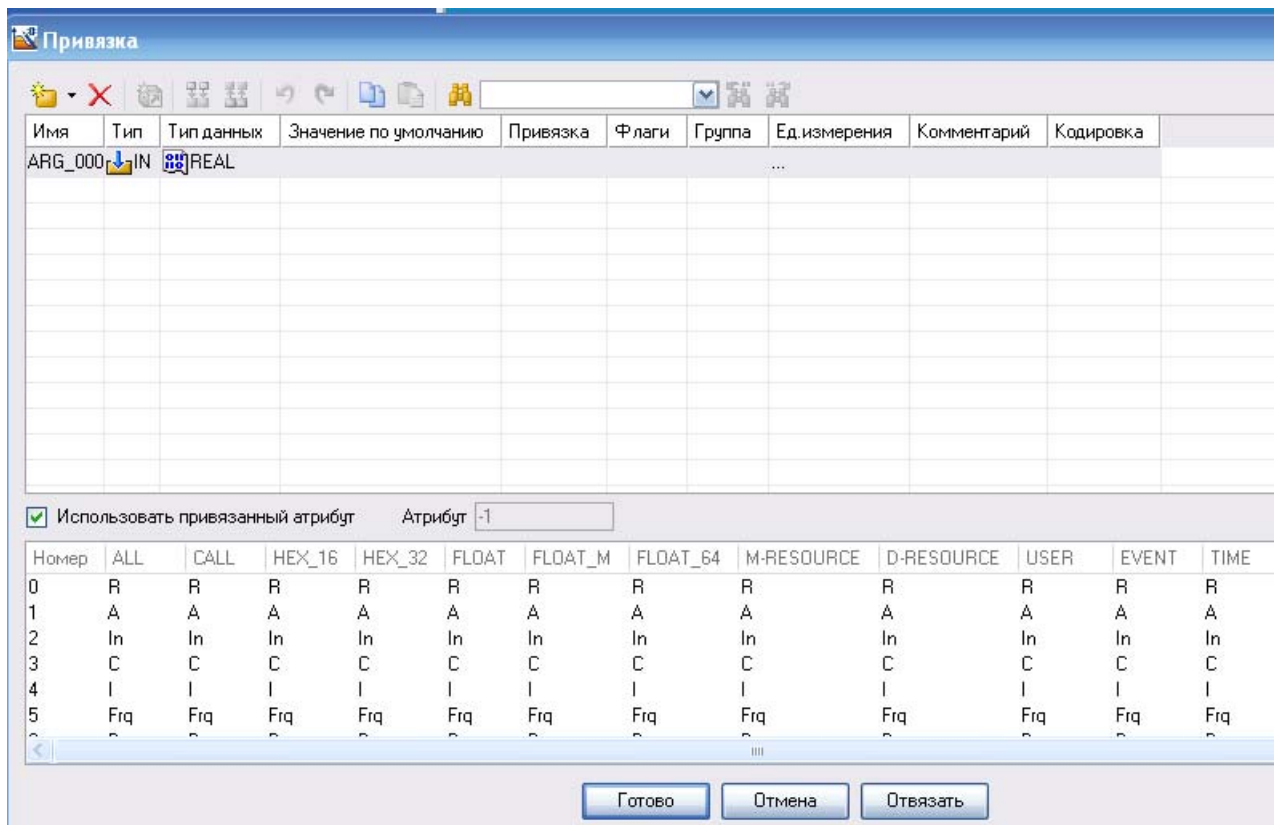 Привязка
Имя Тип Тип данных Значение по умолчанию Привязка Флаги Группа Ед.измерения Комментарий Кодировка
ARG_000 IN REAL ...
Использовать привязанный атрибут Атрибут -1
Номер ALL CALL HEX_16 HEX_32 FLOAT FLOAT_M FLOAT_64 M-RESOURCE D-RESOURCE USER EVENT TIME
0 R R R R R R R R R R R R
1 A A A A A A A A A A A A
2 In In In In In In In In In In In In
3 C C C C C C C C C C C C
4 I I I I I I I I I I I I
5 Frq Frq Frq Frq Frq Frq Frq Frq Frq Frq Frq Frq
Готово Отмена Отвязать